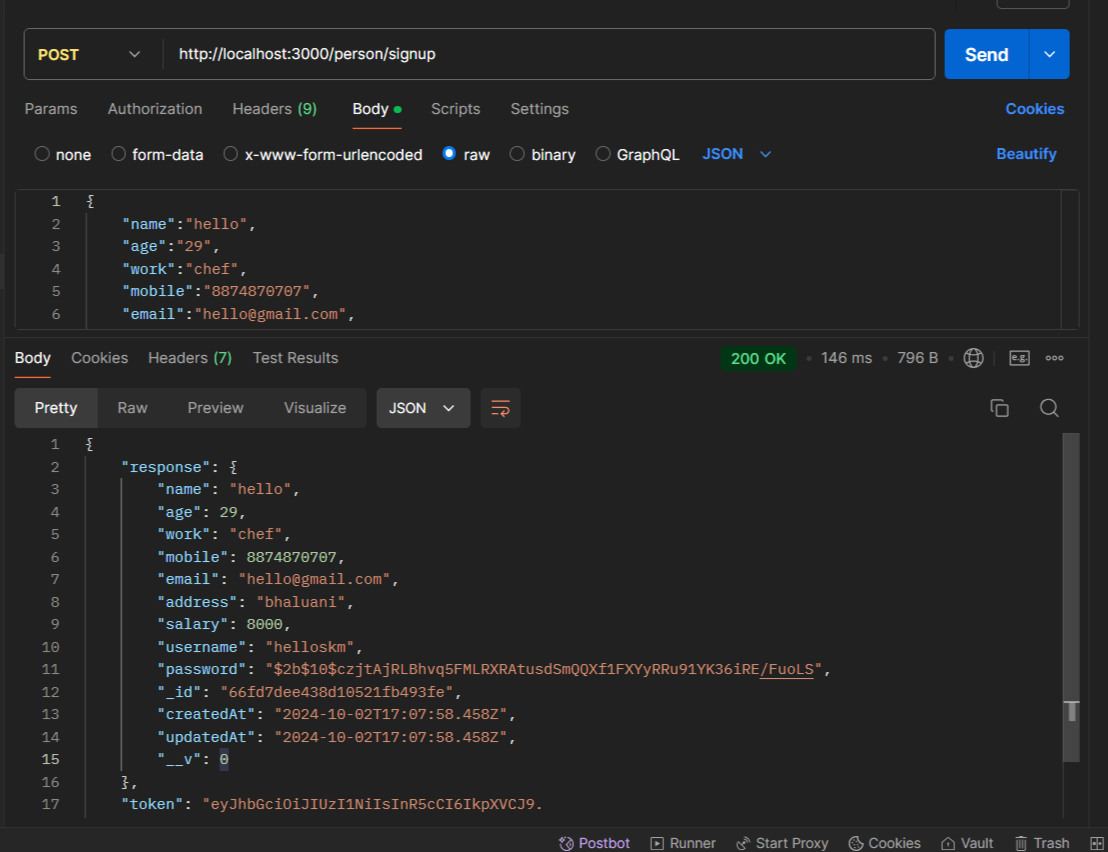 POST http://localhost:3000/person/signup Send
Params Authorization Headers (9) Body Scripts Settings Cookies
none form-data x-www-form-urlencoded raw binary GraphQL JSON Beautify
1 {
2 "name":"hello",
3 "age":"29",
4 "work":"chef",
5 "mobile":"8874870707",
6 "email":"hello@gmail.com",
Body Cookies Headers (7) Test Results 200 OK • 146 ms • 796 B • e.g. ooo
Pretty Raw Preview Visualize JSON
1 {
2 "response": {
3 "name": "hello",
4 "age": 29,
5 "work": "chef",
6 "mobile": 8874870707,
7 "email": "hello@gmail.com",
8 "address": "bhaluani",
9 "salary": 8000,
10 "username": "helloskm",
11 "password": "$2b$10$czjtAjRLBhvq5FMLRXRAtusdSmQQXf1FXYyRRu91YK36iRE/FuoLS",
12 "_id": "66fd7dee438d10521fb493fe",
13 "createdAt": "2024-10-02T17:07:58.458Z",
14 "updatedAt": "2024-10-02T17:07:58.458Z",
15 "__v": 0
16 },
17 "token": "eyJhbGciOiJIUzI1NiIsInR5cCI6IkpXVCJ9.
Postbot Runner Start Proxy Cookies Vault Trash